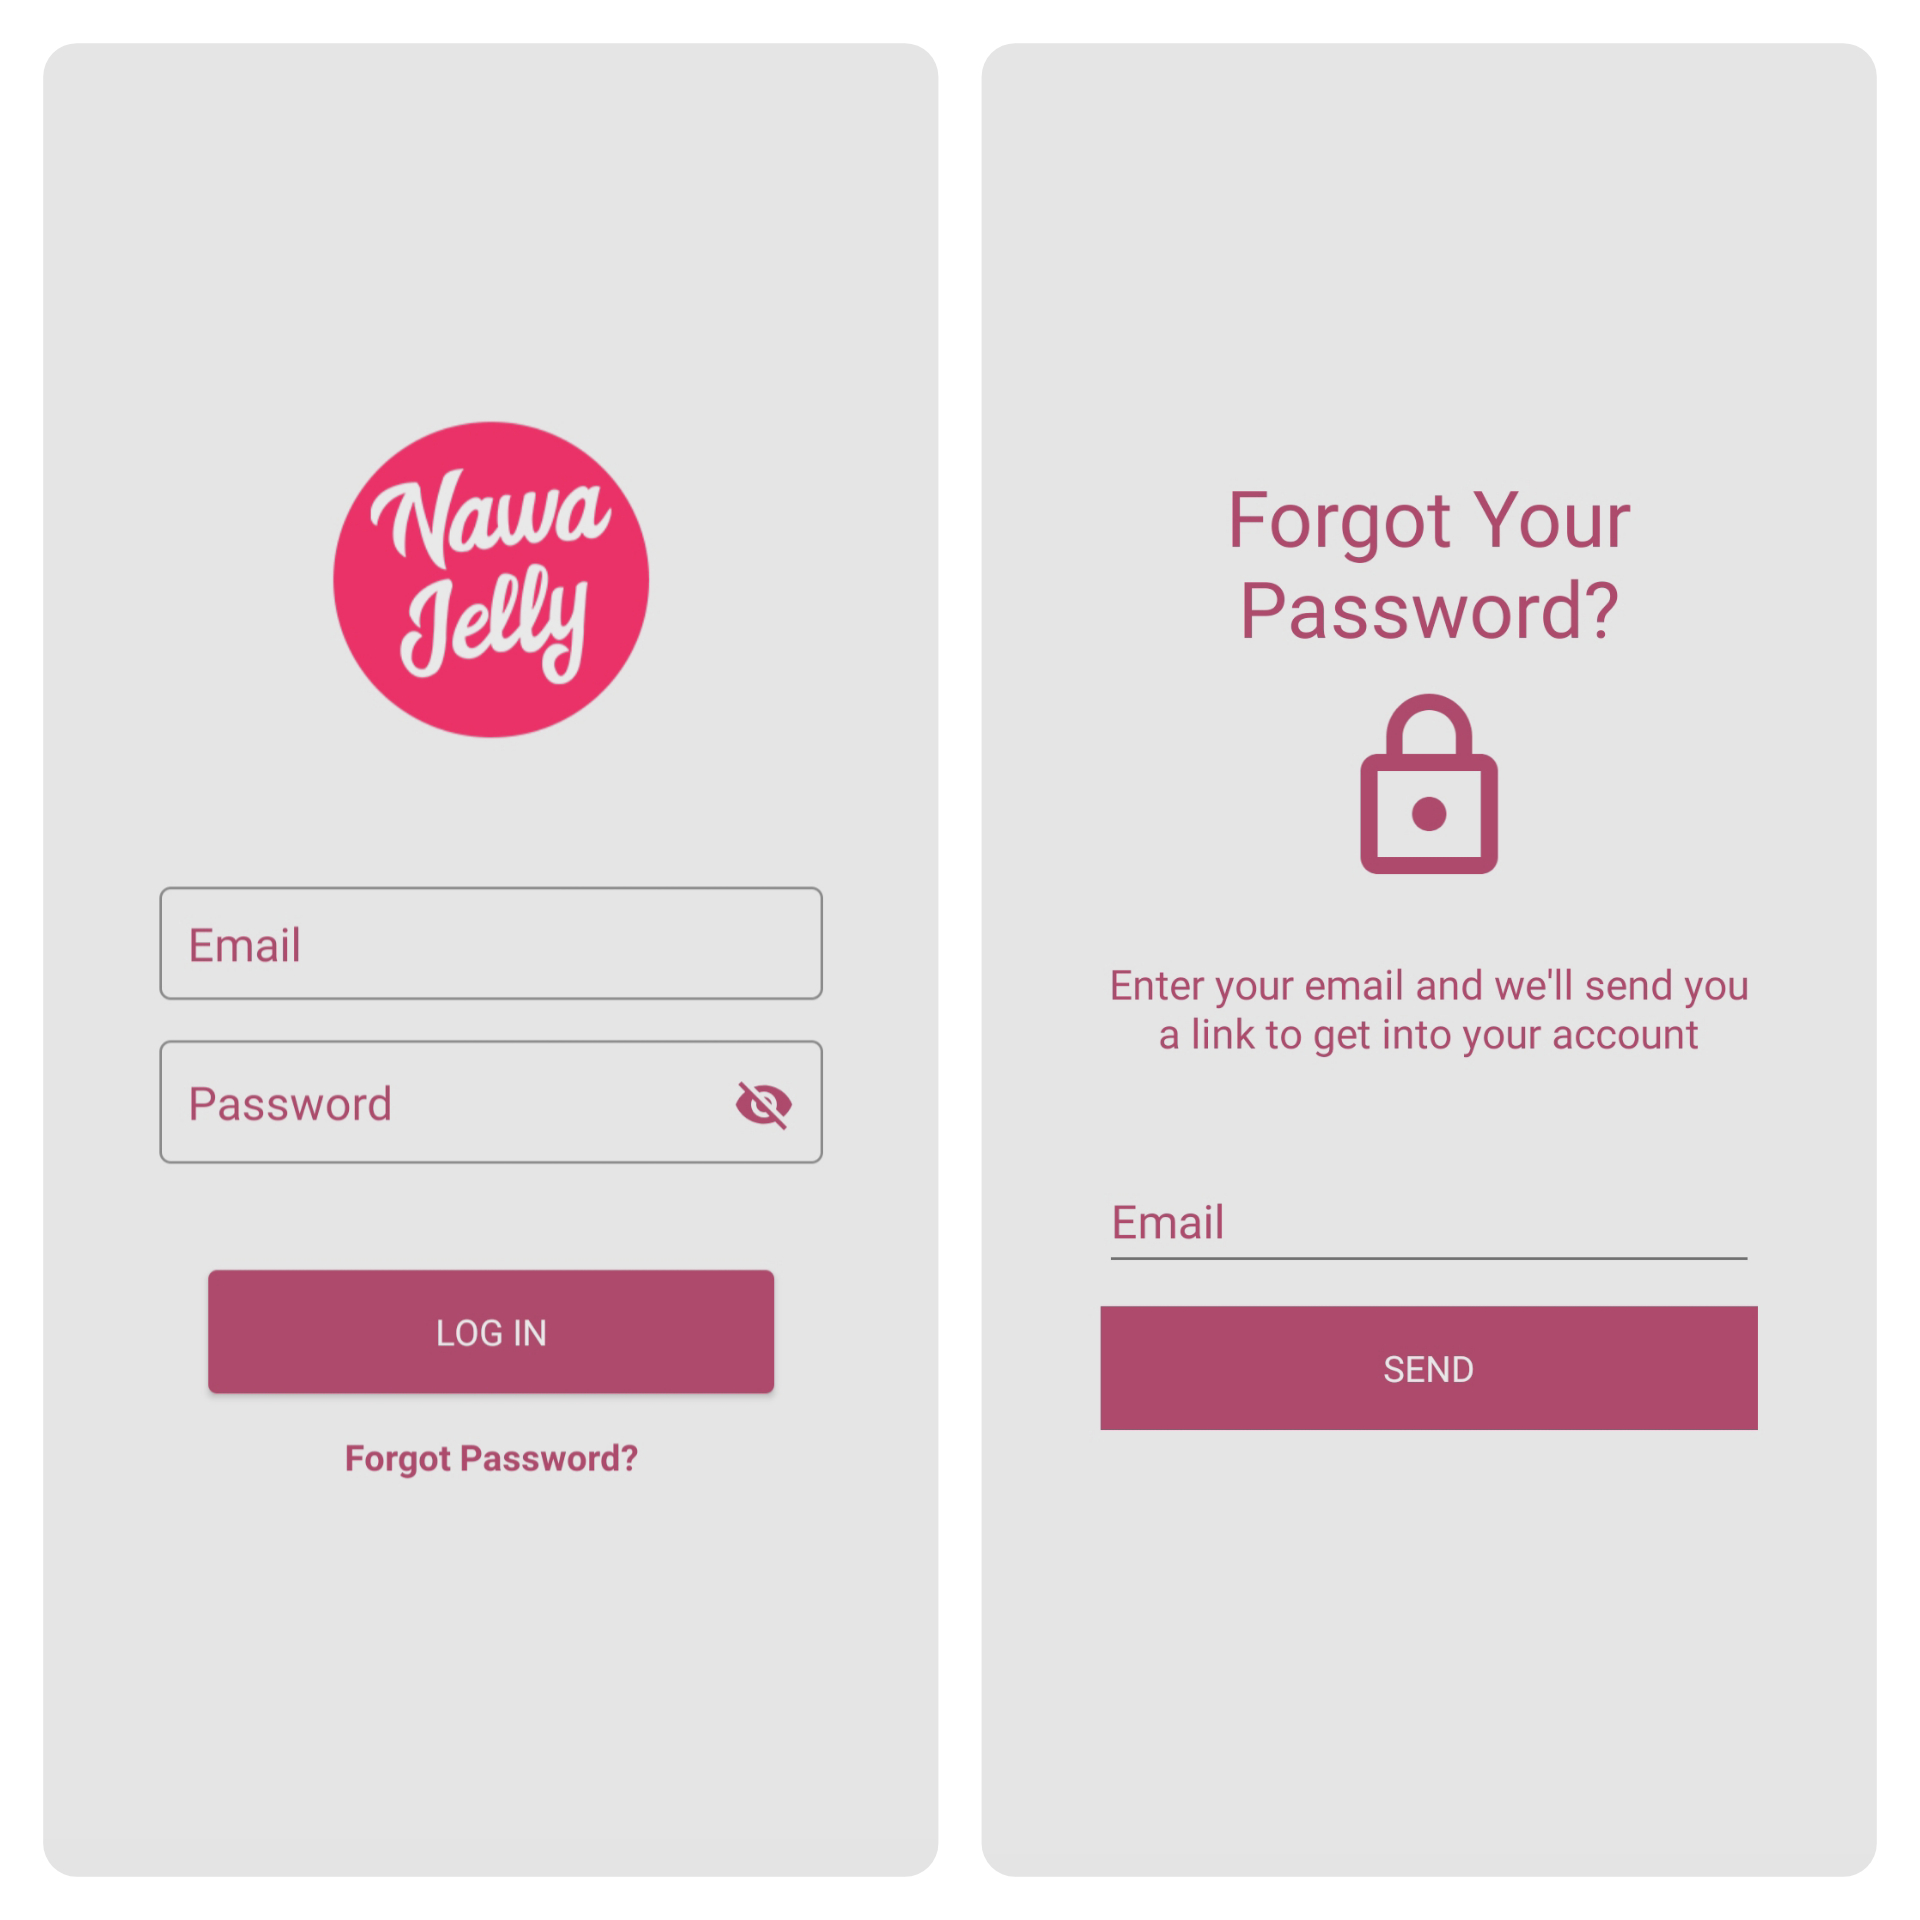 Nawa
Jelly
Email
Password
LOG IN
Forgot Password?
Forgot Your
Password?
Enter your email and we'll send you
a link to get into your account
Email
SEND